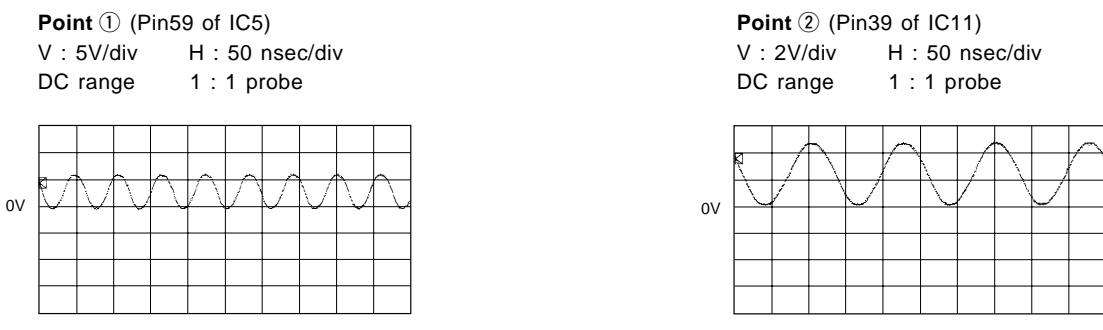 Point ① (Pin59 of IC5)
V : 5V/div H : 50 nsec/div
DC range 1 : 1 probe
0V
Point ② (Pin39 of IC11)
V : 2V/div H : 50 nsec/div
DC range 1 : 1 probe
0V